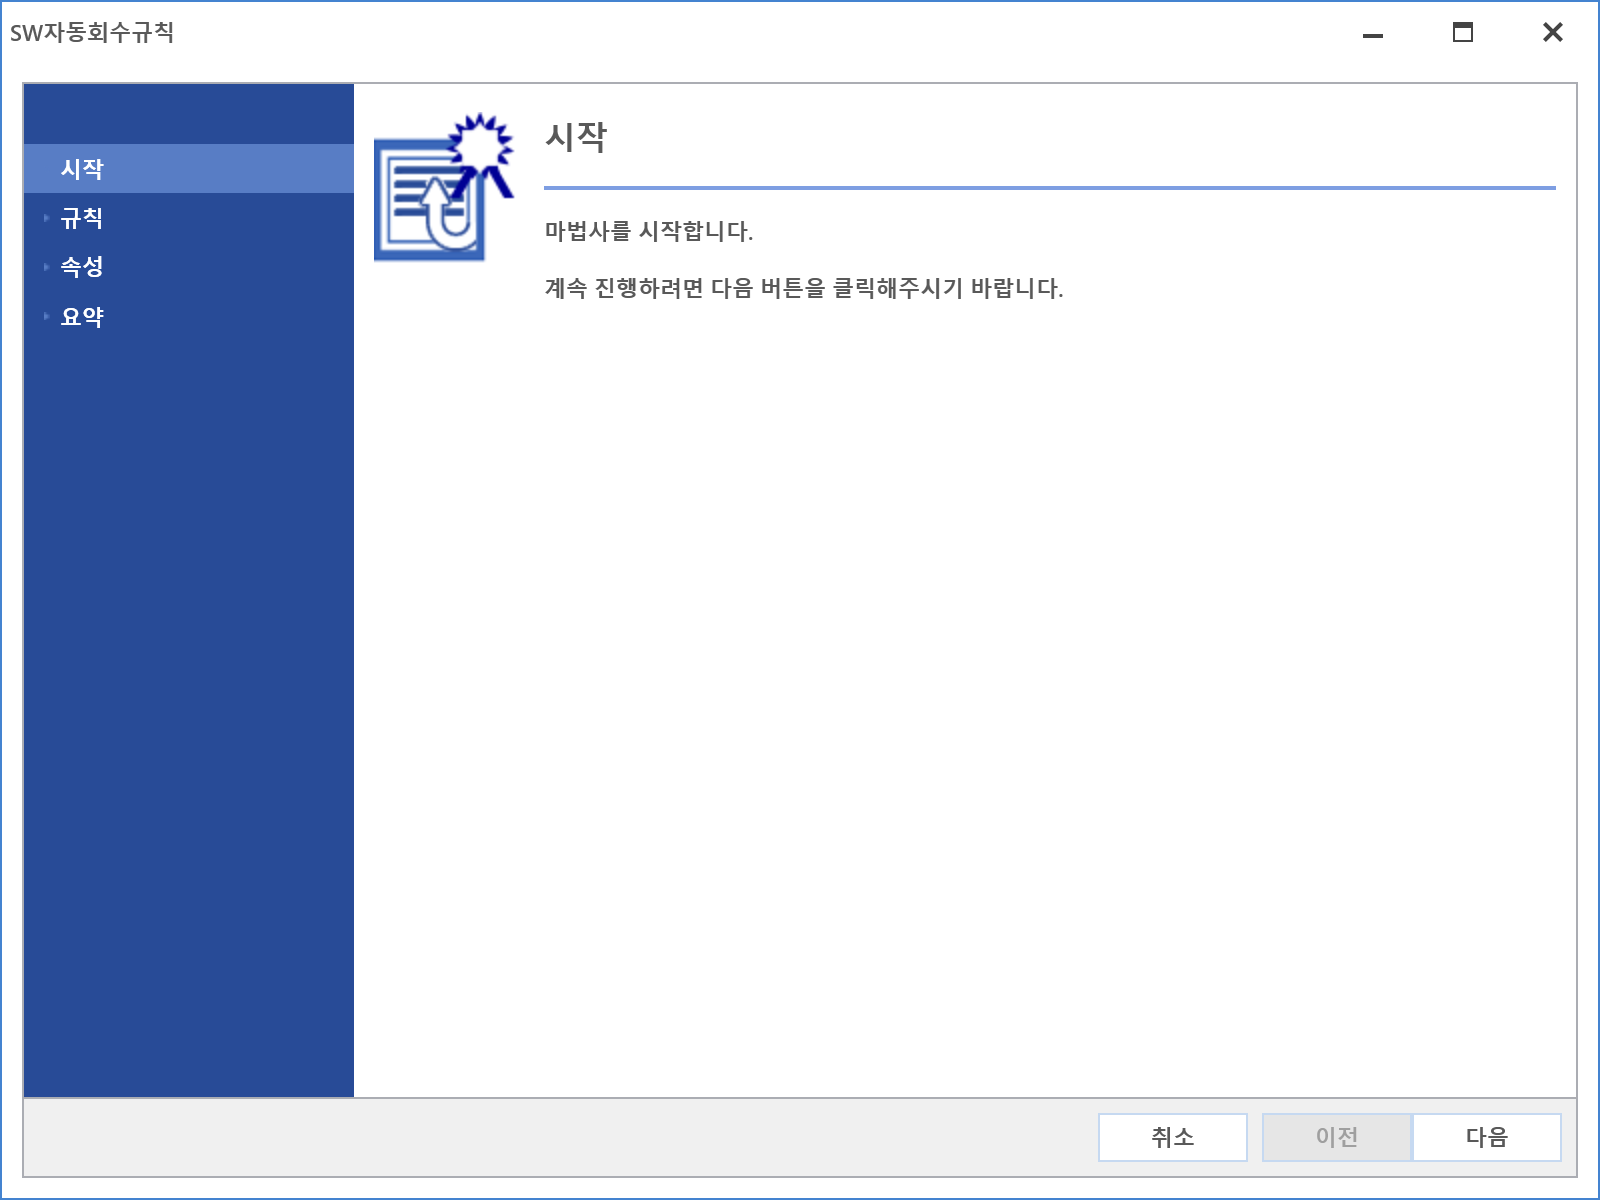 SW자동회수규칙
시작
규칙
속성
요약
시작
마법사를 시작합니다.
계속 진행하려면 다음 버튼을 클릭해주시기 바랍니다.
취소
이전
다음